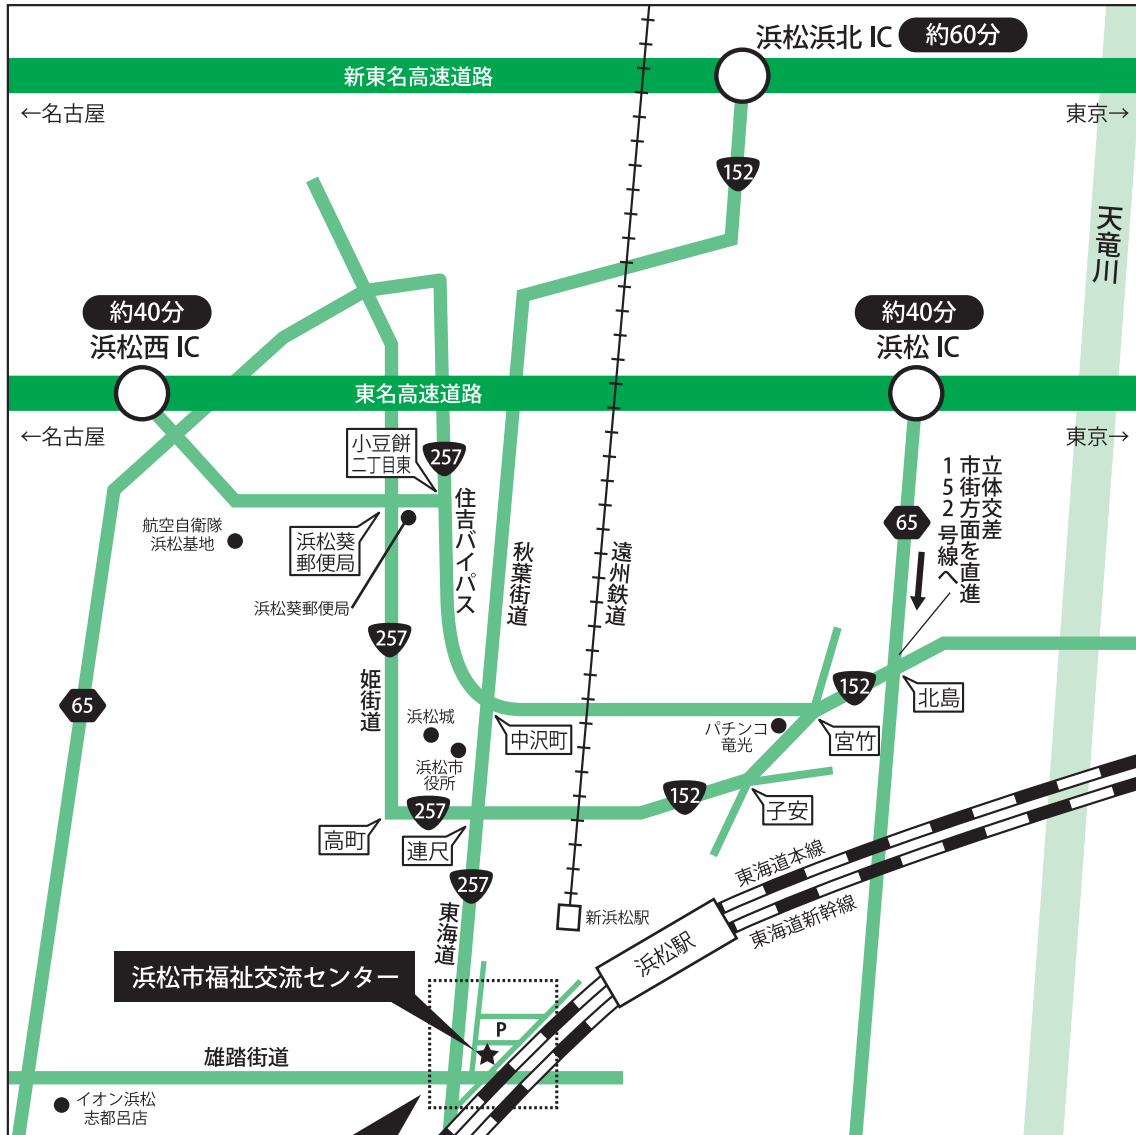 浜松浜北 IC
約60分
新東名高速道路
←名古屋
東京→
152
天竜川
約40分
浜松西 IC
約40分
浜松 IC
東名高速道路
←名古屋
東京→
小豆餅
二丁目東
257
住吉バイパス
立体交差
市街方面を直進
152号線へ
65
航空自衛隊
浜松基地
浜松葵
郵便局
秋葉街道
遠州鉄道
浜松葵郵便局
257
姫街道
65
152
北島
浜松城
中沢町
パチンコ
竜光
宮竹
浜松市
役所
257
152
子安
高町
連尺
257
東海道本線
東海道
新浜松駅
東海道新幹線
浜松駅
浜松市福祉交流センター
P
雄踏街道
イオン浜松
志都呂店